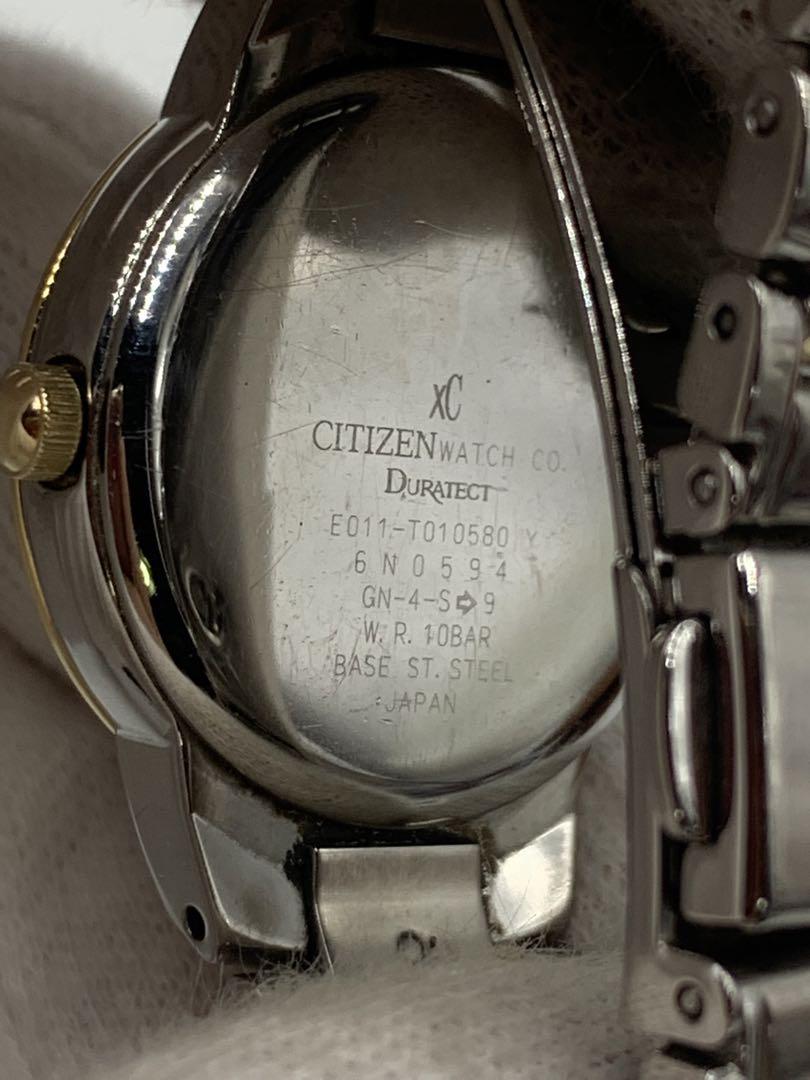 xC
CITIZEN WATCH CO.
DURATECT
E011-T010580 Y
6N0594
GN-4-S➩9
W.R.10BAR
BASE ST.STEEL
JAPAN